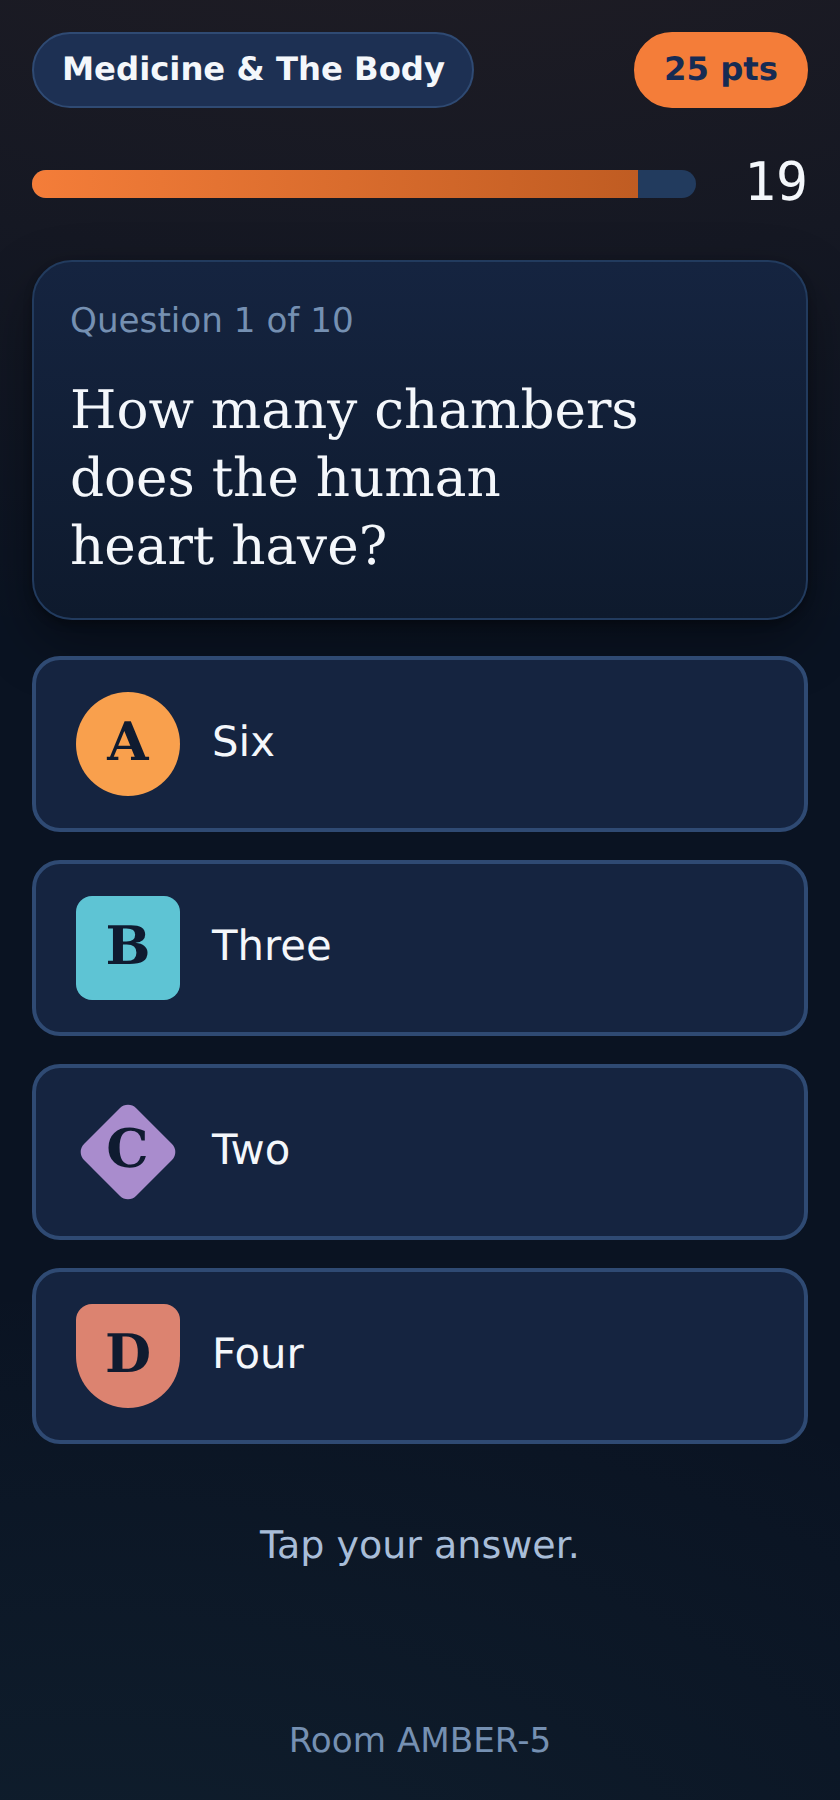 Medicine & The Body
25 pts
19
Question 1 of 10
How many chambers
does the human
heart have?
A Six
B Three
C Two
D Four
Tap your answer.
Room AMBER-5